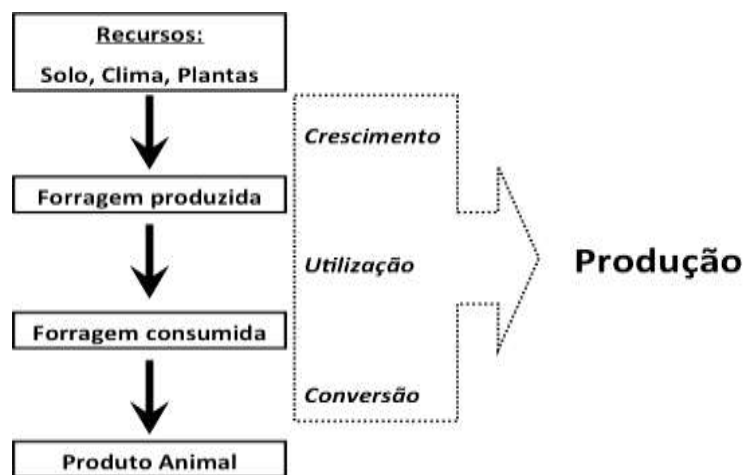 Recursos:
Solo, Clima, Plantas
Crescimento
Forragem produzida
Utilização
Produção
Forragem consumida
Conversão
Produto Animal